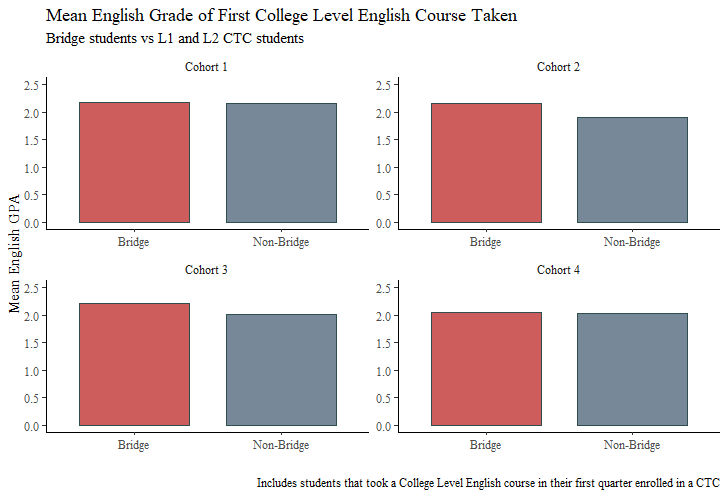 Mean English Grade of First College Level English Course Taken
Bridge students vs L1 and L2 CTC students
Mean English GPA
Cohort 1
2.5
2.0
1.5
1.0
0.5
0.0
Bridge Non-Bridge
Cohort 2
2.5
2.0
1.5
1.0
0.5
0.0
Bridge Non-Bridge
Cohort 3
2.5
2.0
1.5
1.0
0.5
0.0
Bridge Non-Bridge
Cohort 4
2.5
2.0
1.5
1.0
0.5
0.0
Bridge Non-Bridge
Includes students that took a College Level English course in their first quarter enrolled in a CTC